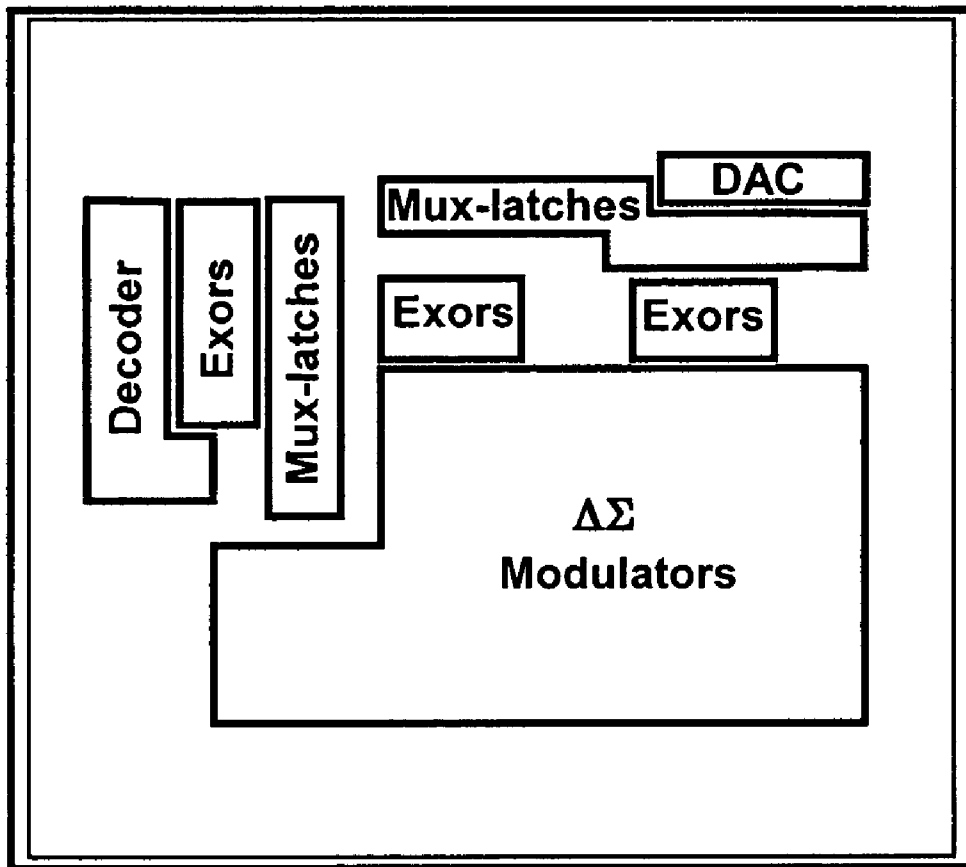 DAC
Mux-latches
Decoder
Exors
Mux-latches
Exors
Exors
ΔΣ
Modulators